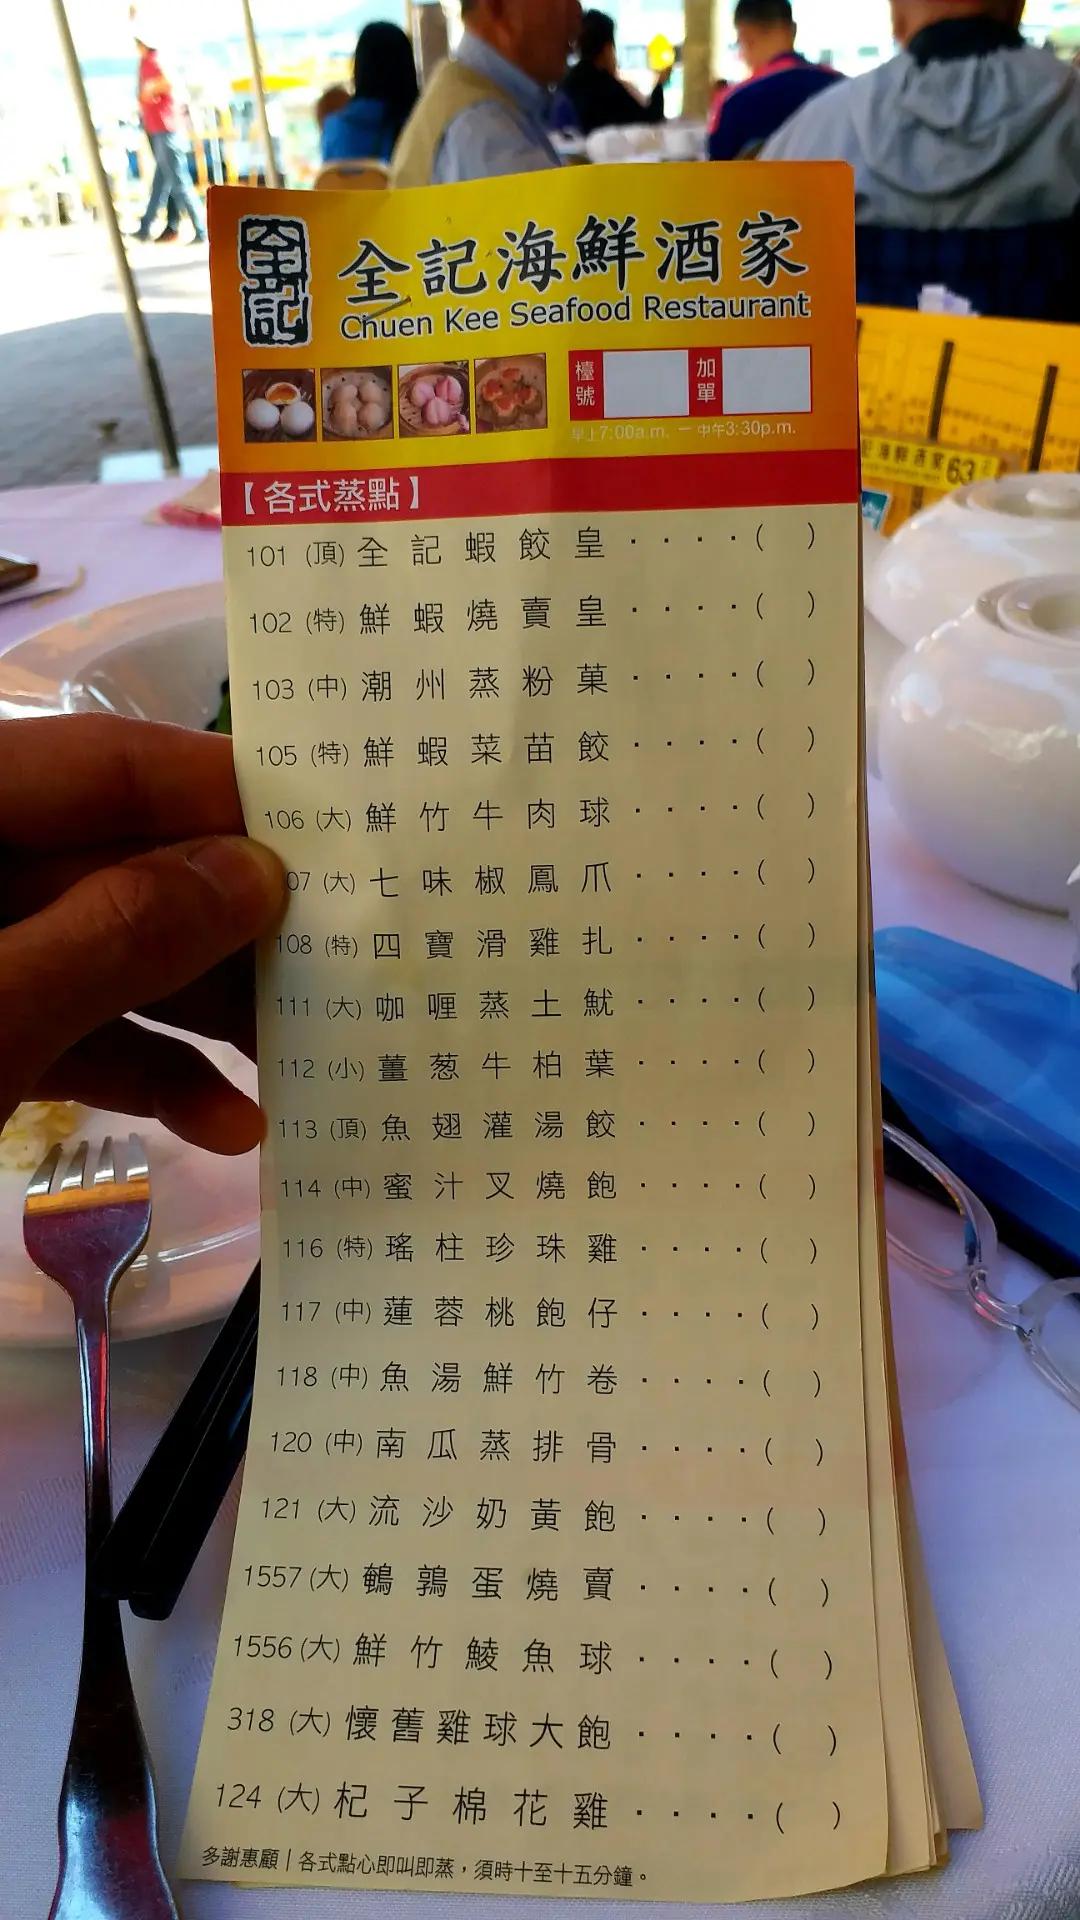 全記
全記海鮮酒家
Chuen Kee Seafood Restaurant
檯號 加單
早上7:00a.m. － 中午3:30p.m.
【各式蒸點】
101 (頂) 全記蝦餃皇 ････( )
102 (特) 鮮蝦燒賣皇 ････( )
103 (中) 潮州蒸粉菓 ････( )
105 (特) 鮮蝦菜苗餃 ････( )
106 (大) 鮮竹牛肉球 ････( )
07 (大) 七味椒鳳爪 ････( )
108 (特) 四寶滑雞扎 ････( )
111 (大) 咖喱蒸土魷 ････( )
112 (小) 薑葱牛柏葉 ････( )
113 (頂) 魚翅灌湯餃 ････( )
114 (中) 蜜汁叉燒飽 ････( )
116 (特) 瑤柱珍珠雞 ････( )
117 (中) 蓮蓉桃飽仔 ････( )
118 (中) 魚湯鮮竹卷 ････( )
120 (中) 南瓜蒸排骨 ････( )
121 (大) 流沙奶黃飽 ････( )
1557 (大) 鵪鶉蛋燒賣 ････( )
1556 (大) 鮮竹鯪魚球 ････( )
318 (大) 懷舊雞球大飽 ････( )
124 (大) 杞子棉花雞 ････( )
多謝惠顧｜各式點心即叫即蒸，須時十至十五分鐘。
海鮮酒家 63